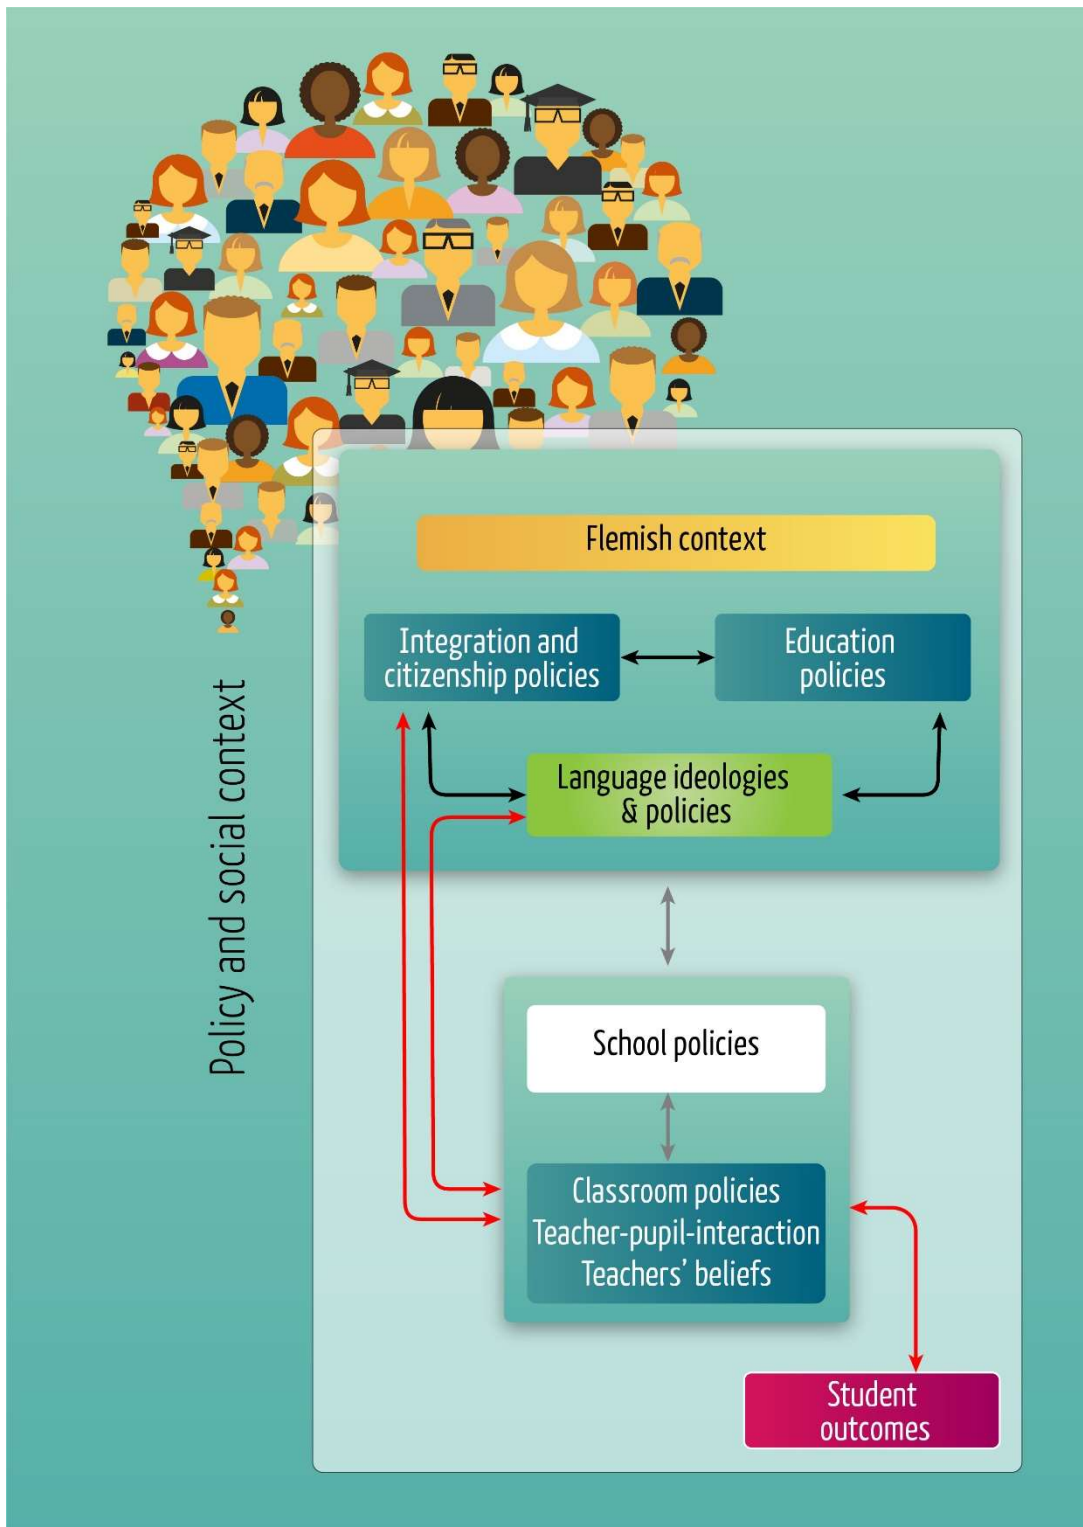 Policy and social context
Flemish context
Integration and
citizenship policies
Education
policies
Language ideologies
& policies
School policies
Classroom policies
Teacher-pupil-interaction
Teachers' beliefs
Student
outcomes